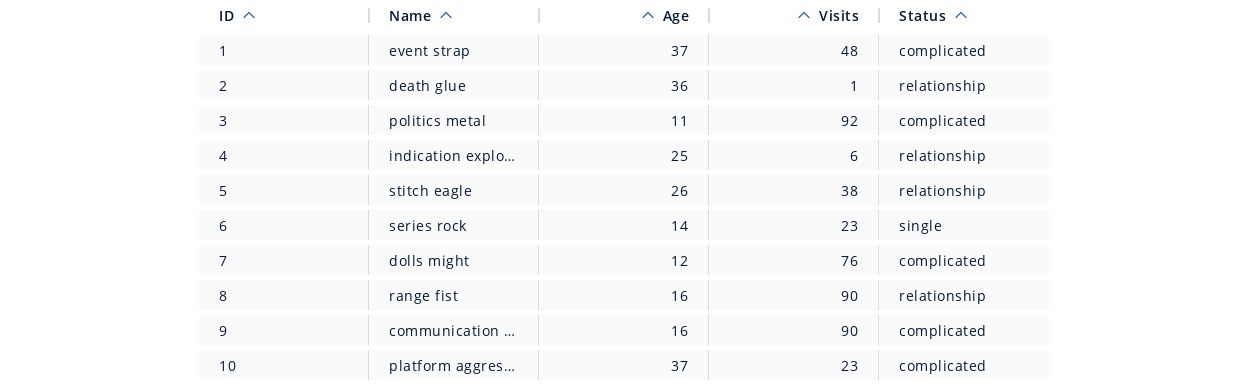 ID Name Age Visits Status
1 event strap 37 48 complicated
2 death glue 36 1 relationship
3 politics metal 11 92 complicated
4 indication explo... 25 6 relationship
5 stitch eagle 26 38 relationship
6 series rock 14 23 single
7 dolls might 12 76 complicated
8 range fist 16 90 relationship
9 communication ... 16 90 complicated
10 platform aggres... 37 23 complicated